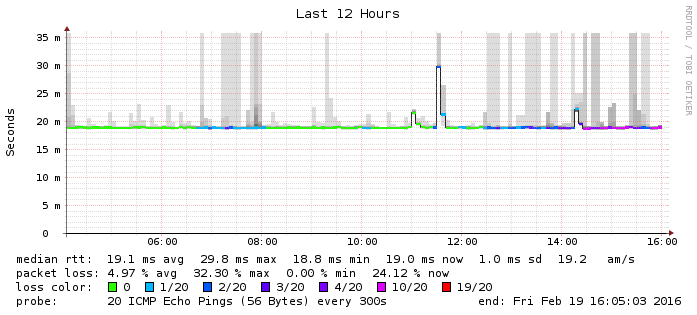 Last 12 Hours
RRDTOOL / TOBI OETIKER
Seconds
35 m
30 m
25 m
20 m
15 m
10 m
5 m
0
06:00 08:00 10:00 12:00 14:00 16:00
median rtt: 19.1 ms avg 29.8 ms max 18.8 ms min 19.0 ms now 1.0 ms sd 19.2 am/s
packet loss: 4.97 % avg 32.30 % max 0.00 % min 24.12 % now
loss color: 0 1/20 2/20 3/20 4/20 10/20 19/20
probe: 20 ICMP Echo Pings (56 Bytes) every 300s end: Fri Feb 19 16:05:03 2016